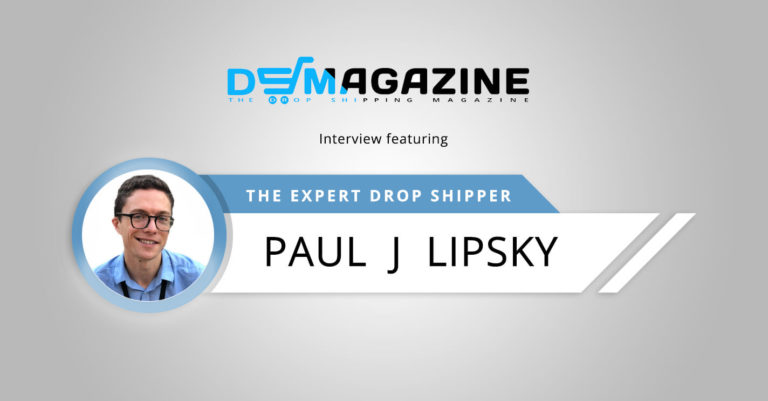 DSMAGAZINE
THE DROP SHIPPING MAGAZINE
Interview featuring
THE EXPERT DROP SHIPPER
PAUL J LIPSKY